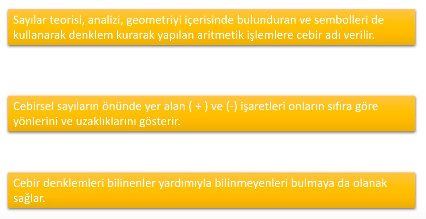 Sayılar teorisi, analizi, geometriyi içerisinde bulunduran ve sembolleri de
kullanarak denklem kurarak yapılan aritmetik işlemlere cebir adı verilir.
Cebirsel sayıların önünde yer alan ( + ) ve (-) işaretleri onların sıfıra göre
yönlerini ve uzaklıklarını gösterir.
Cebir denklemleri bilinenler yardımıyla bilinmeyenleri bulmaya da olanak
sağlar.